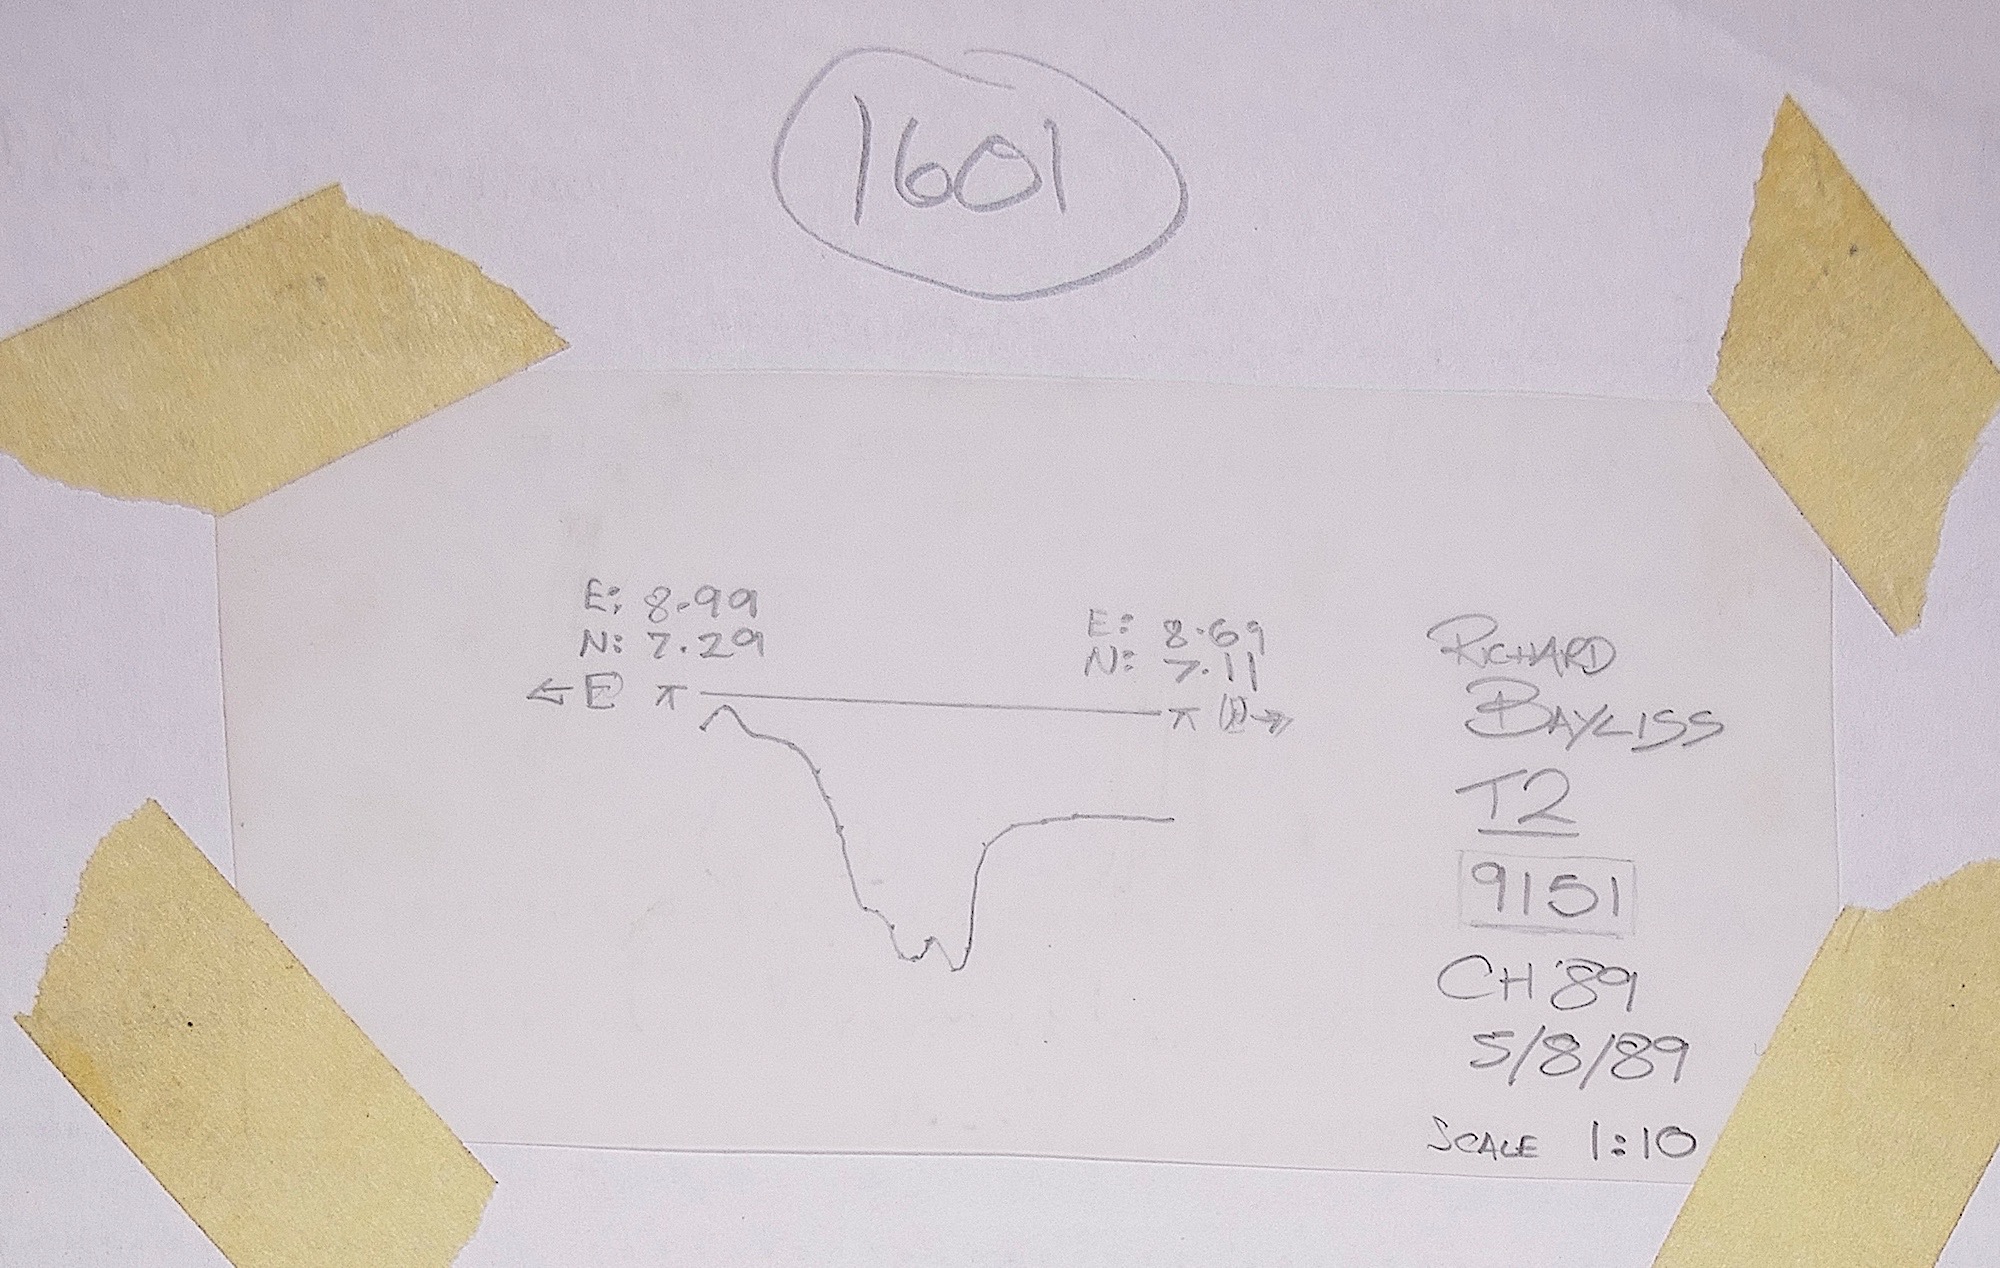 1601
E: 8.99
N: 7.29
E: 8.69
N: 7.11
← E
W →
RICHARD
BAYLISS
T2
9151
CH '89
5/8/89
SCALE 1:10